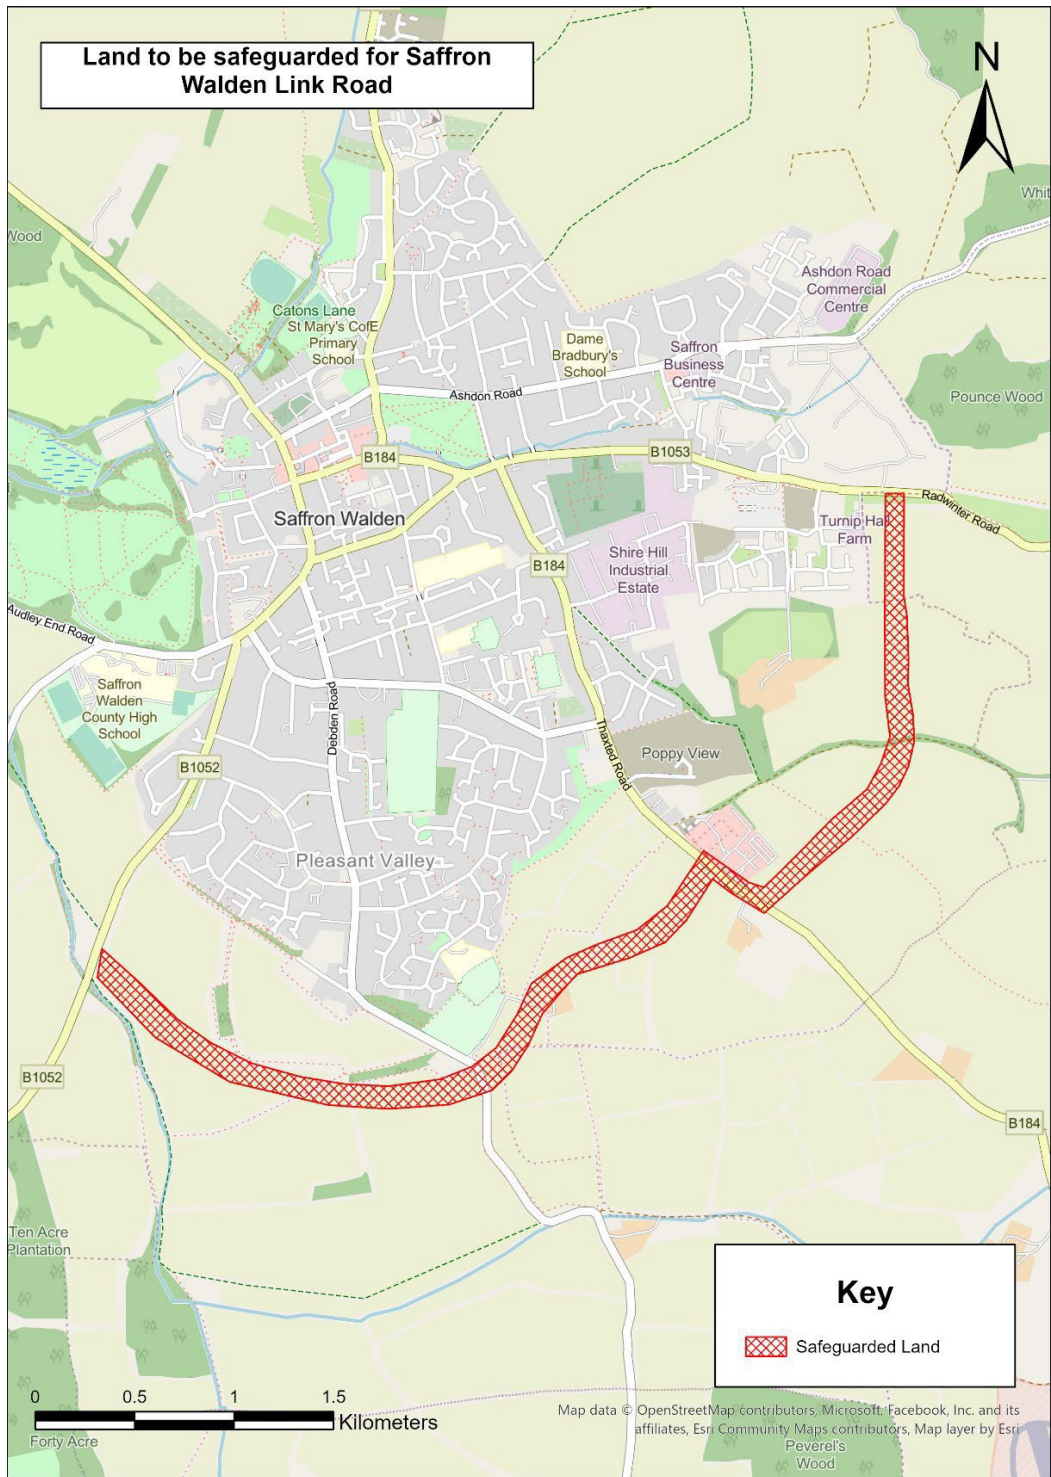 Land to be safeguarded for Saffron
Walden Link Road
N
Wood
Whit
Ashdon Road
Commercial
Centre
Catons Lane
St Mary's CofE
Primary
School
Dame
Bradbury's
School
Saffron
Business
Centre
Ashdon Road
Pounce Wood
B184
B1053
Radwinter Road
Saffron Walden
Turnip Hall
Farm
B184
Shire Hill
Industrial
Estate
Audley End Road
Saffron
Walden
County High
School
Debden Road
Thaxted Road
Poppy View
B1052
Pleasant Valley
B1052
B184
Ten Acre
Plantation
Key
Safeguarded Land
0 0.5 1 1.5
Kilometers
Forty Acre
Map data © OpenStreetMap contributors, Microsoft, Facebook, Inc. and its
affiliates, Esri Community Maps contributors, Map layer by Esri
Peverel's
Wood